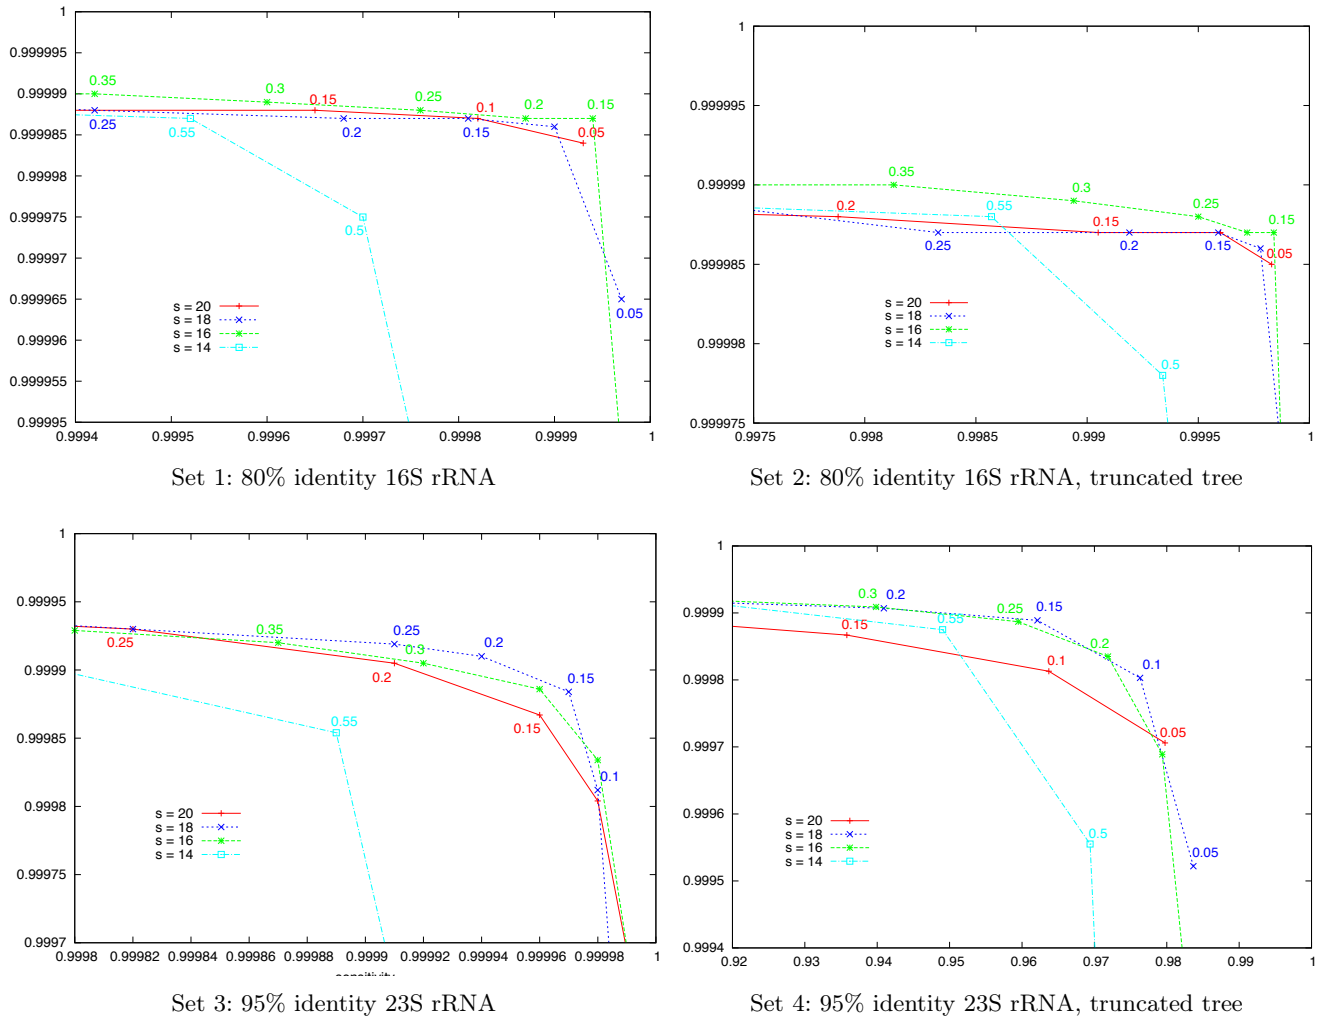 1
0.999995
0.99999
0.999985
0.99998
0.999975
0.99997
0.999965
0.99996
0.999955
0.99995
0.9994 0.9995 0.9996 0.9997 0.9998 0.9999 1
0.35 0.3 0.25 0.2 0.15
0.15 0.1 0.05
0.25 0.2 0.15
0.55
0.5
0.05
s = 20
s = 18
s = 16
s = 14
Set 1: 80% identity 16S rRNA
1
0.999995
0.99999
0.999985
0.99998
0.999975
0.9975 0.998 0.9985 0.999 0.9995 1
0.35 0.3 0.25 0.15
0.2 0.55 0.15
0.25 0.2 0.15 0.05
0.5
s = 20
s = 18
s = 16
s = 14
Set 2: 80% identity 16S rRNA, truncated tree
1
0.99995
0.9999
0.99985
0.9998
0.99975
0.9997
0.9998 0.99982 0.99984 0.99986 0.99988 0.9999 0.99992 0.99994 0.99996 0.99998 1
sensitivity
0.25 0.35 0.25 0.2
0.3
0.2 0.15
0.55 0.15
0.1
s = 20
s = 18
s = 16
s = 14
Set 3: 95% identity 23S rRNA
1
0.9999
0.9998
0.9997
0.9996
0.9995
0.9994
0.92 0.93 0.94 0.95 0.96 0.97 0.98 0.99 1
0.3 0.2 0.25 0.15
0.15 0.55 0.2
0.1 0.1
0.05
0.5
0.05
s = 20
s = 18
s = 16
s = 14
Set 4: 95% identity 23S rRNA, truncated tree